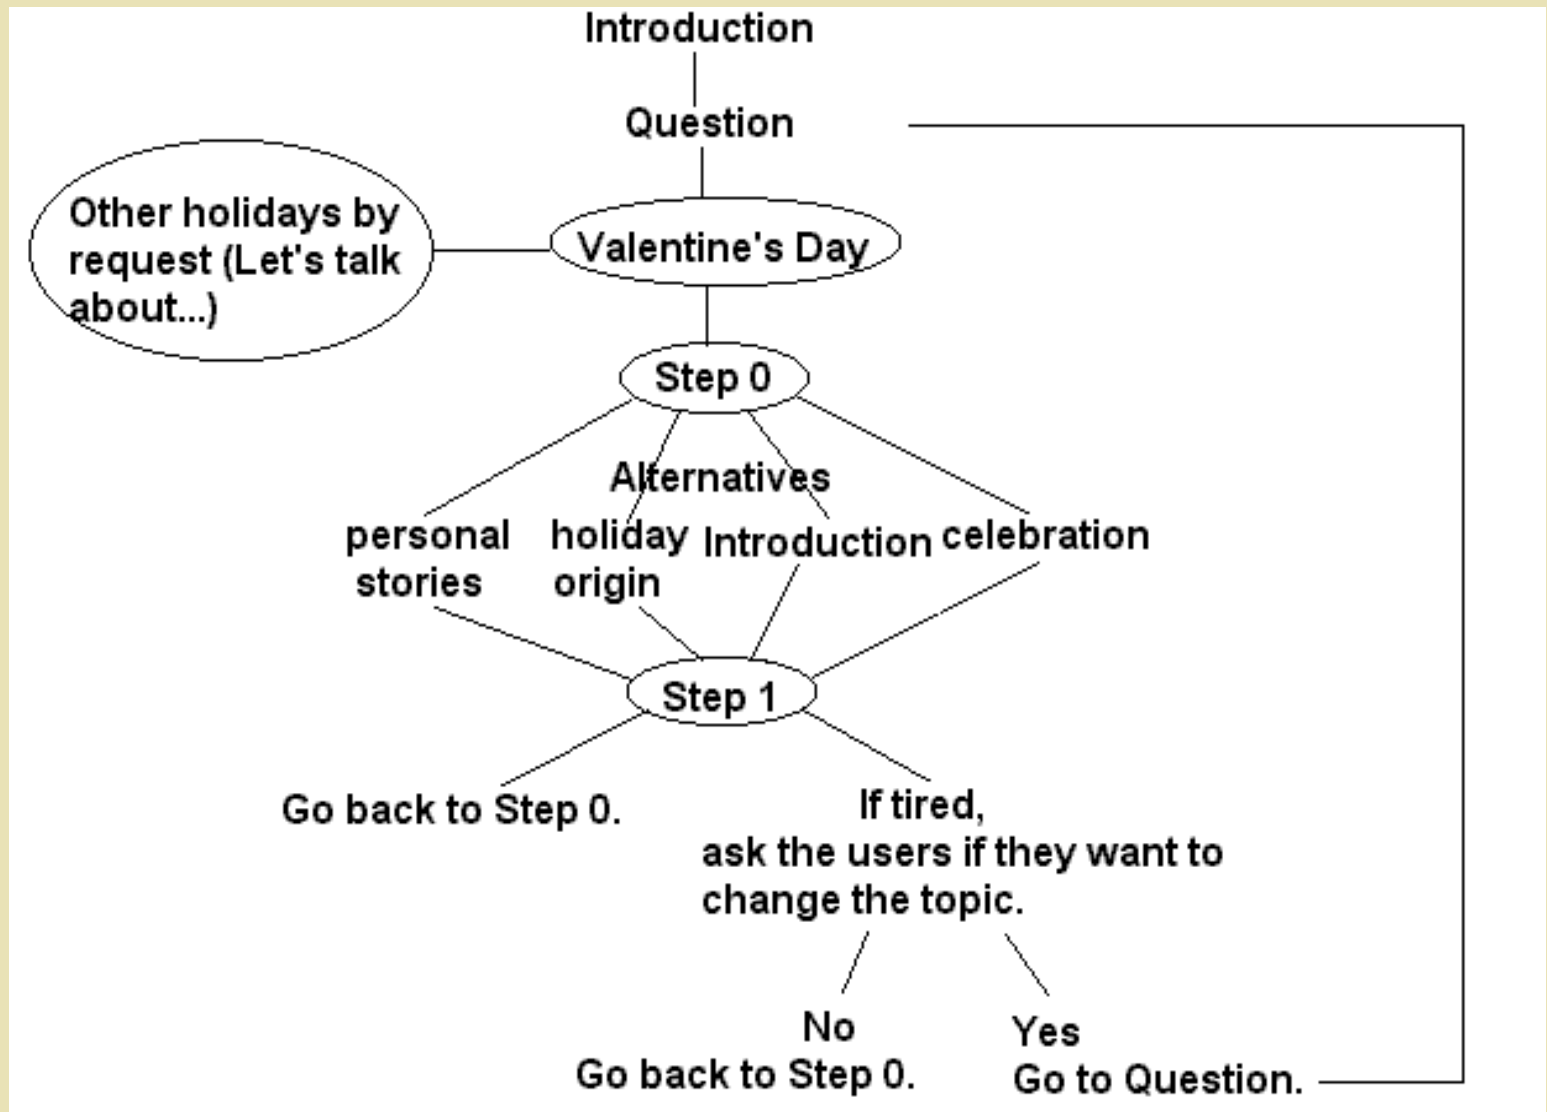 Introduction
Question
Other holidays by
request (Let's talk
about...)
Valentine's Day
Step 0
Alternatives
personal
stories
holiday
origin
Introduction
celebration
Step 1
Go back to Step 0.
If tired,
ask the users if they want to
change the topic.
No
Go back to Step 0.
Yes
Go to Question.